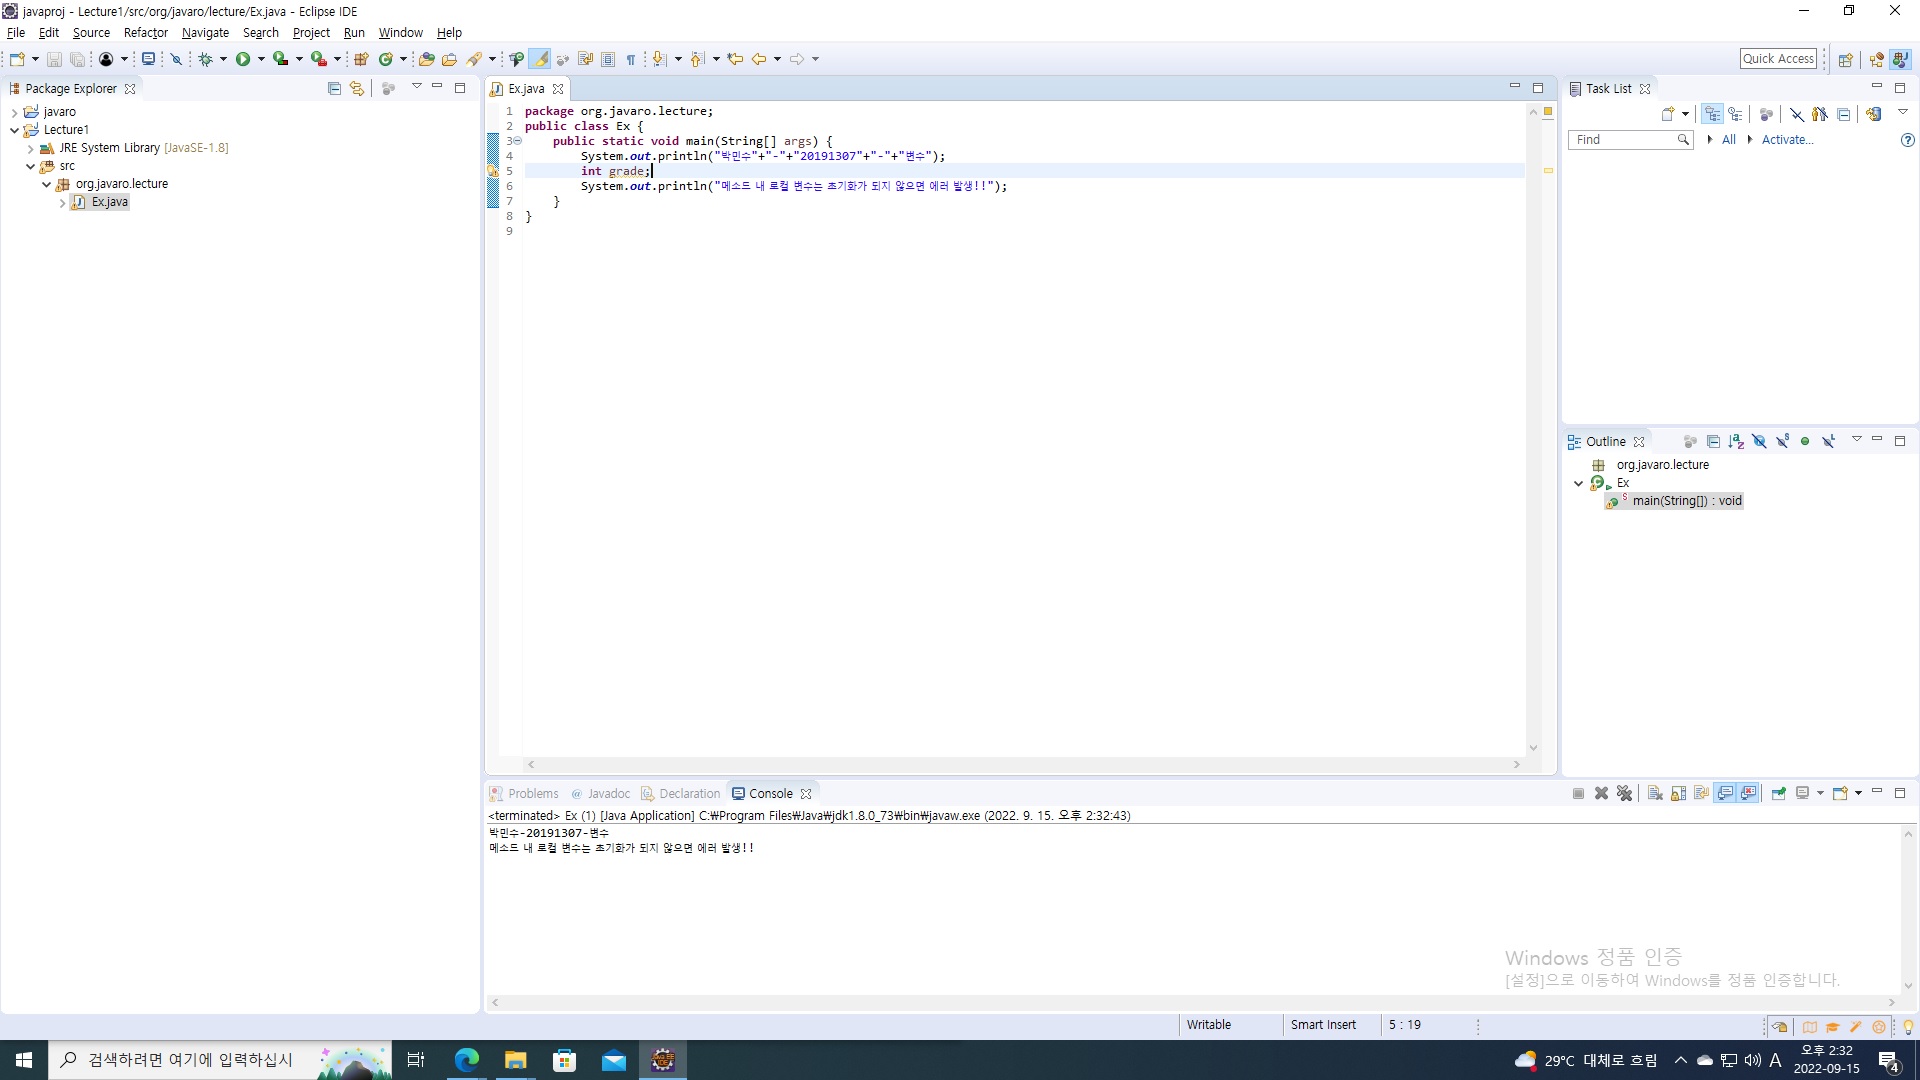 javaproj - Lecture1/src/org/javaro/lecture/Ex.java - Eclipse IDE
File Edit Source Refactor Navigate Search Project Run Window Help
Quick Access
Package Explorer
javaro
Lecture1
JRE System Library [JavaSE-1.8]
src
org.javaro.lecture
Ex.java
Ex.java
1 package org.javaro.lecture;
2 public class Ex {
3 public static void main(String[] args) {
4 System.out.println("박민수"+"-"+"20191307"+"-"+"변수");
5 int grade;
6 System.out.println("메소드 내 로컬 변수는 초기화가 되지 않으면 에러 발생!!");
7 }
8 }
9
Task List
Find All Activate...
Outline
org.javaro.lecture
Ex
main(String[]) : void
Problems Javadoc Declaration Console
<terminated> Ex (1) [Java Application] C:₩Program Files₩Java₩jdk1.8.0_73₩bin₩javaw.exe (2022. 9. 15. 오후 2:32:43)
박민수-20191307-변수
메소드 내 로컬 변수는 초기화가 되지 않으면 에러 발생!!
Windows 정품 인증
[설정]으로 이동하여 Windows를 정품 인증합니다.
Writable Smart Insert 5 : 19
검색하려면 여기에 입력하십시
29°C 대체로 흐림
A
오후 2:32
2022-09-15
4